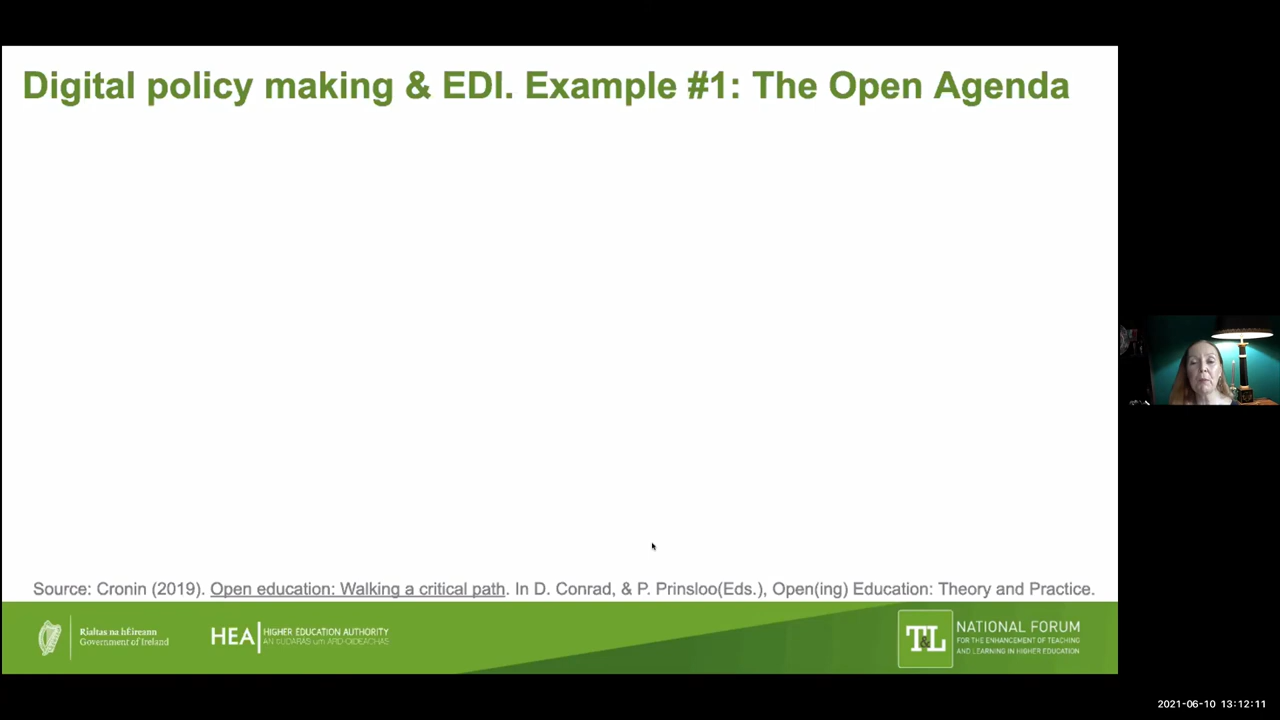 Digital policy making & EDI. Example #1: The Open Agenda
Source: Cronin (2019). Open education: Walking a critical path. In D. Conrad, & P. Prinsloo(Eds.), Open(ing) Education: Theory and Practice.
Rialtas na hÉireann
Government of Ireland
HEA
HIGHER EDUCATION AUTHORITY
AN tÚDARÁS um ARD-OIDEACHAS
T&L
NATIONAL FORUM
FOR THE ENHANCEMENT OF TEACHING
AND LEARNING IN HIGHER EDUCATION
2021-06-10 13:12:11